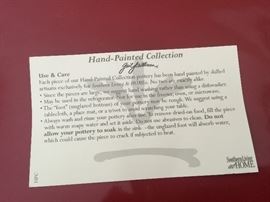 Hand-Painted Collection
Use & Care
Each piece of our Hand-Painted Collection pottery has been hand painted by skilled
artisans exclusively for Southern Living At HOME. No two are exactly alike.
• Since the pieces are large, we suggest hand washing rather than using a dishwasher.
• May be used in the refrigerator. Not for use in the freezer, oven, or microwave.
• The "foot" (unglazed bottom) of your pottery may be rough. We suggest using a
tablecloth, a place mat, or a trivet to avoid scratching your table.
• Always wash and rinse your pottery after use. To remove dried-on food, fill the piece
with warm soapy water and set it aside. Do not use abrasives to clean. Do not
allow your pottery to soak in the sink - the unglazed foot will absorb water,
which could cause the piece to crack if subjected to heat.
Southern Living
At HOME